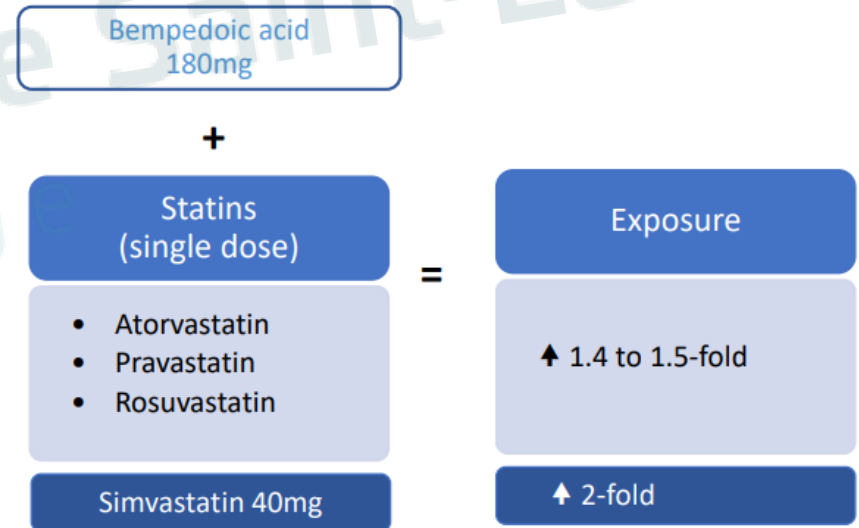 Bempedoic acid
180mg
+
Statins
(single dose)
• Atorvastatin
• Pravastatin
• Rosuvastatin
Simvastatin 40mg
=
Exposure
↑ 1.4 to 1.5-fold
↑ 2-fold